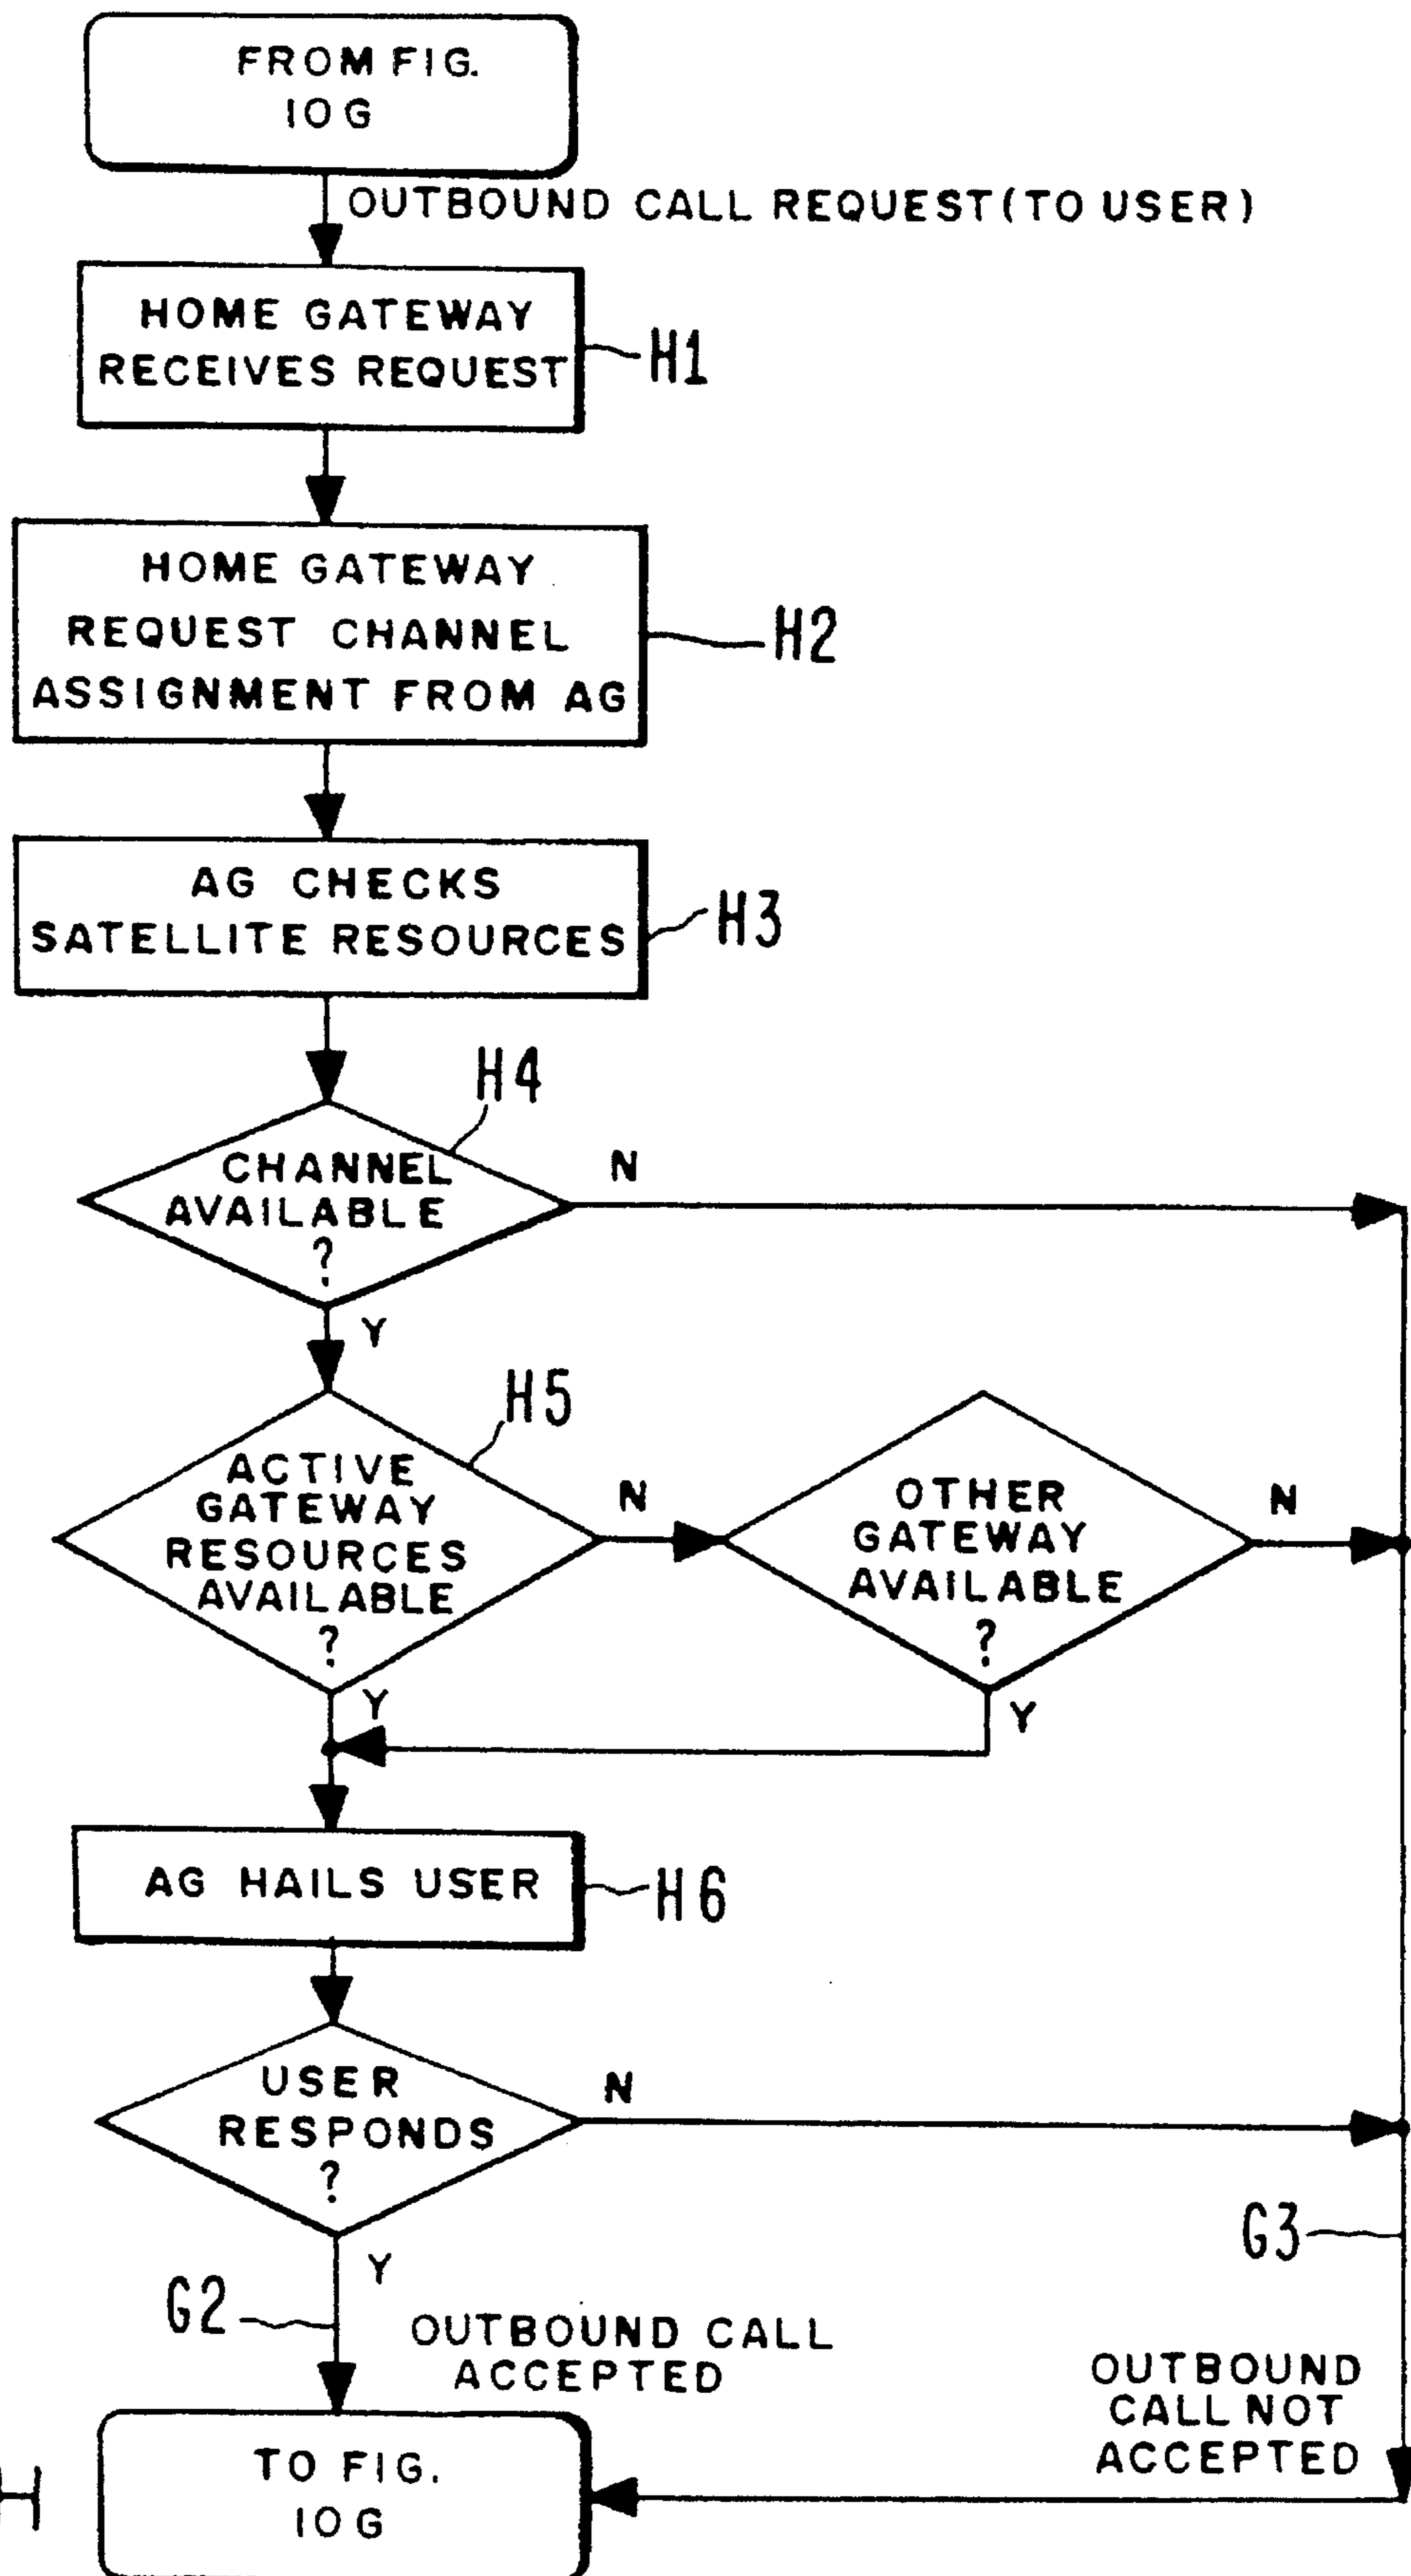 FROM FIG.
10G
OUTBOUND CALL REQUEST (TO USER)
HOME GATEWAY
RECEIVES REQUEST
H1
HOME GATEWAY
REQUEST CHANNEL
ASSIGNMENT FROM AG
H2
AG CHECKS
SATELLITE RESOURCES
H3
H4
CHANNEL
AVAILABLE
?
N
Y
H5
ACTIVE
GATEWAY
RESOURCES
AVAILABLE
?
N
Y
OTHER
GATEWAY
AVAILABLE
?
N
Y
AG HAILS USER
H6
USER
RESPONDS
?
N
Y
G3
G2
OUTBOUND CALL
ACCEPTED
OUTBOUND
CALL NOT
ACCEPTED
TO FIG.
10G